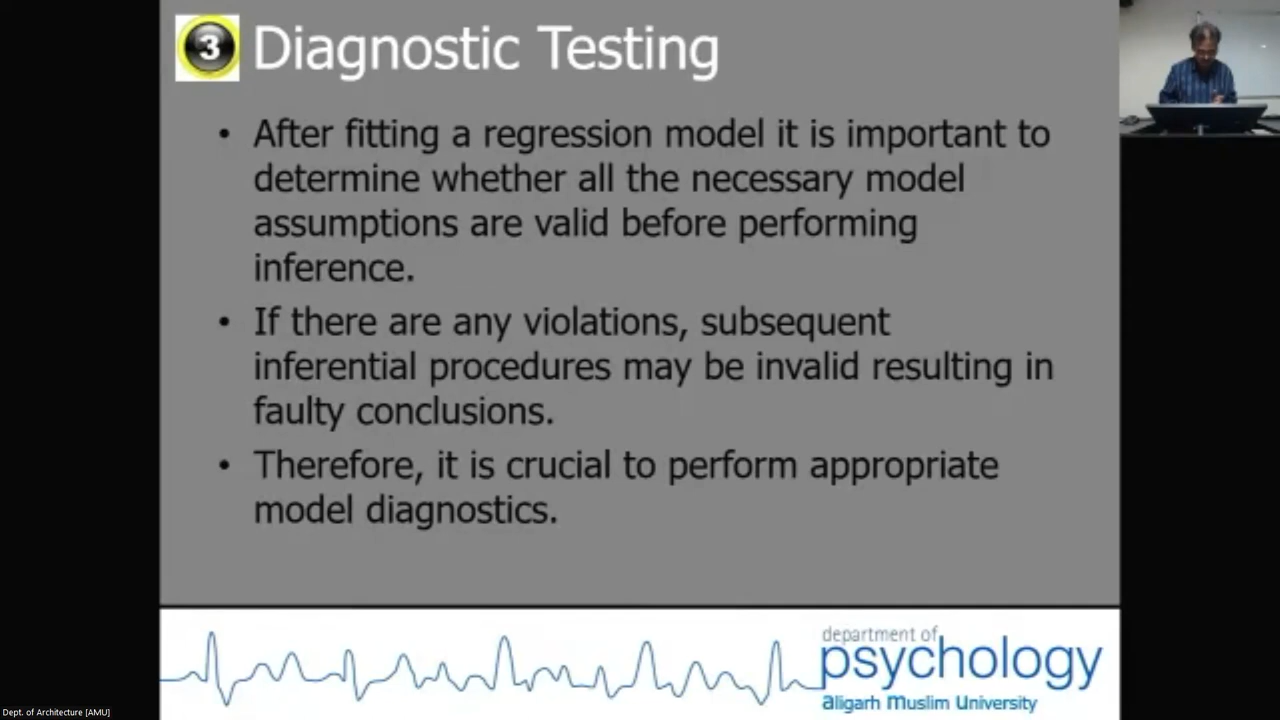 3 Diagnostic Testing
• After fitting a regression model it is important to
determine whether all the necessary model
assumptions are valid before performing
inference.
• If there are any violations, subsequent
inferential procedures may be invalid resulting in
faulty conclusions.
• Therefore, it is crucial to perform appropriate
model diagnostics.
department of
psychology
aligarh muslim university
Dept. of Architecture [AMU]